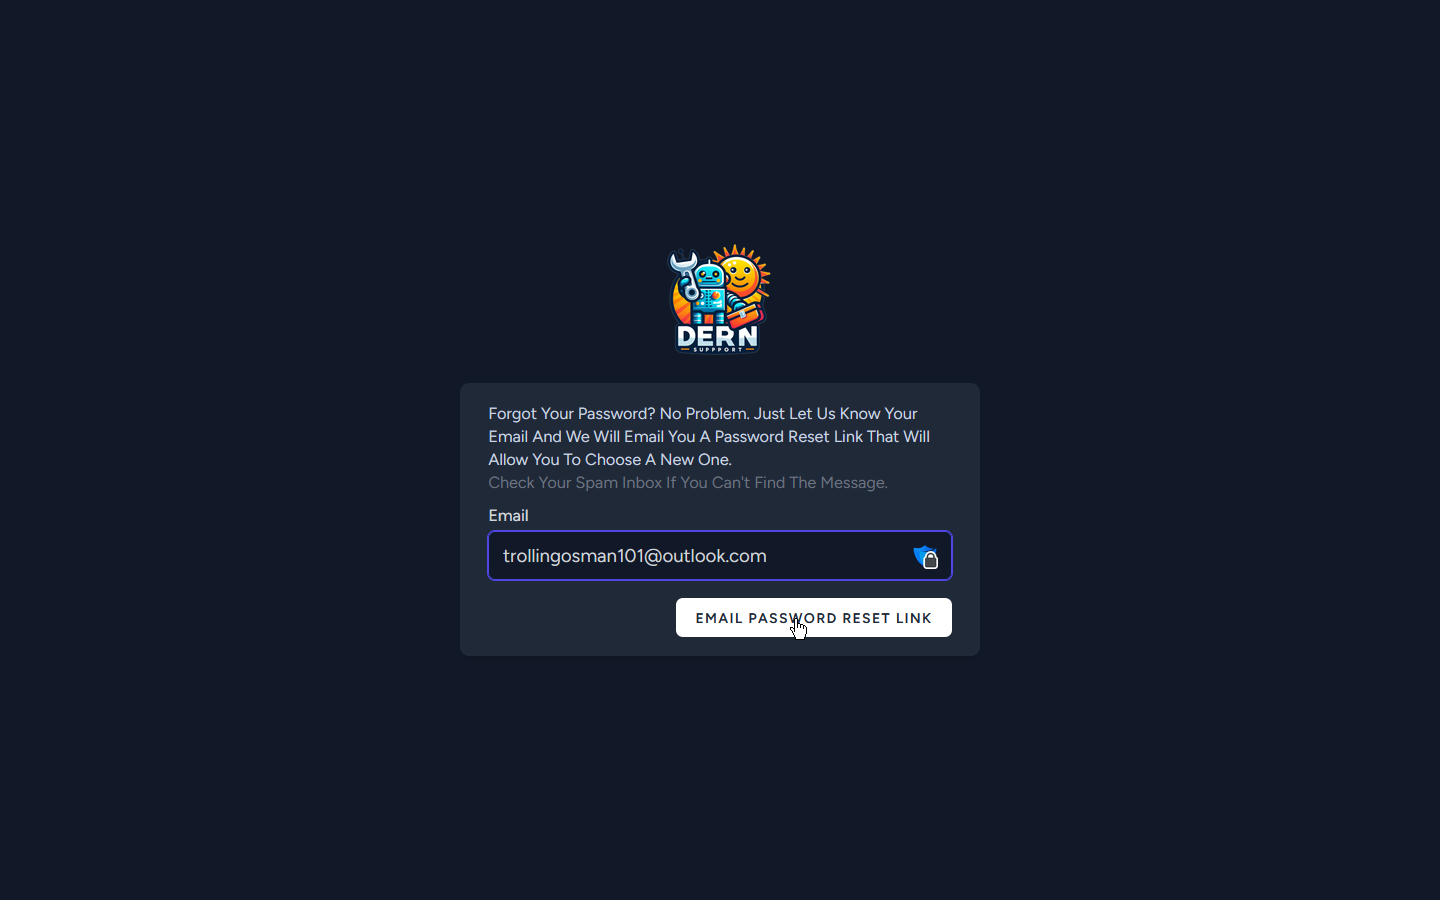 DERN
SUPPPORT
Forgot Your Password? No Problem. Just Let Us Know Your
Email And We Will Email You A Password Reset Link That Will
Allow You To Choose A New One.
Check Your Spam Inbox If You Can't Find The Message.
Email
trollingosman101@outlook.com
EMAIL PASSWORD RESET LINK